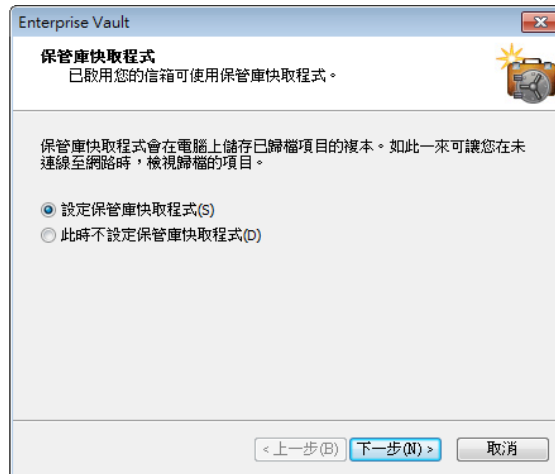 Enterprise Vault
保管庫快取程式
已啟用您的信箱可使用保管庫快取程式。
保管庫快取程式會在電腦上儲存已歸檔項目的複本。如此一來可讓您在未
連線至網路時，檢視歸檔的項目。
設定保管庫快取程式(S)
此時不設定保管庫快取程式(D)
<上一步(B) 下一步(N)> 取消